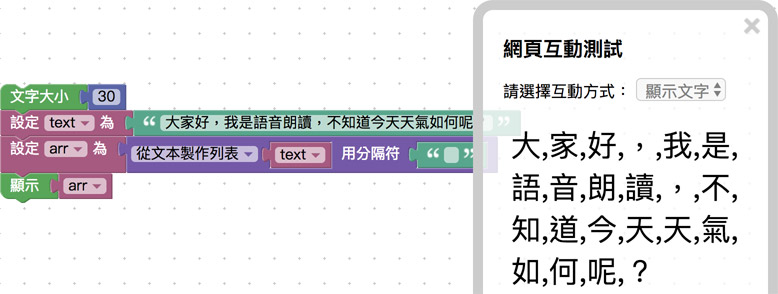 文字大小 30
設定 text 為 “ 大家好，我是語音朗讀，不知道今天天氣如何呢 ”
設定 arr 為 從文本製作列表 text 用分隔符 “ ”
顯示 arr
網頁互動測試
請選擇互動方式： 顯示文字
大,家,好,，,我,是,
語,音,朗,讀,，,不,
知,道,今,天,天,氣,
如,何,呢,？